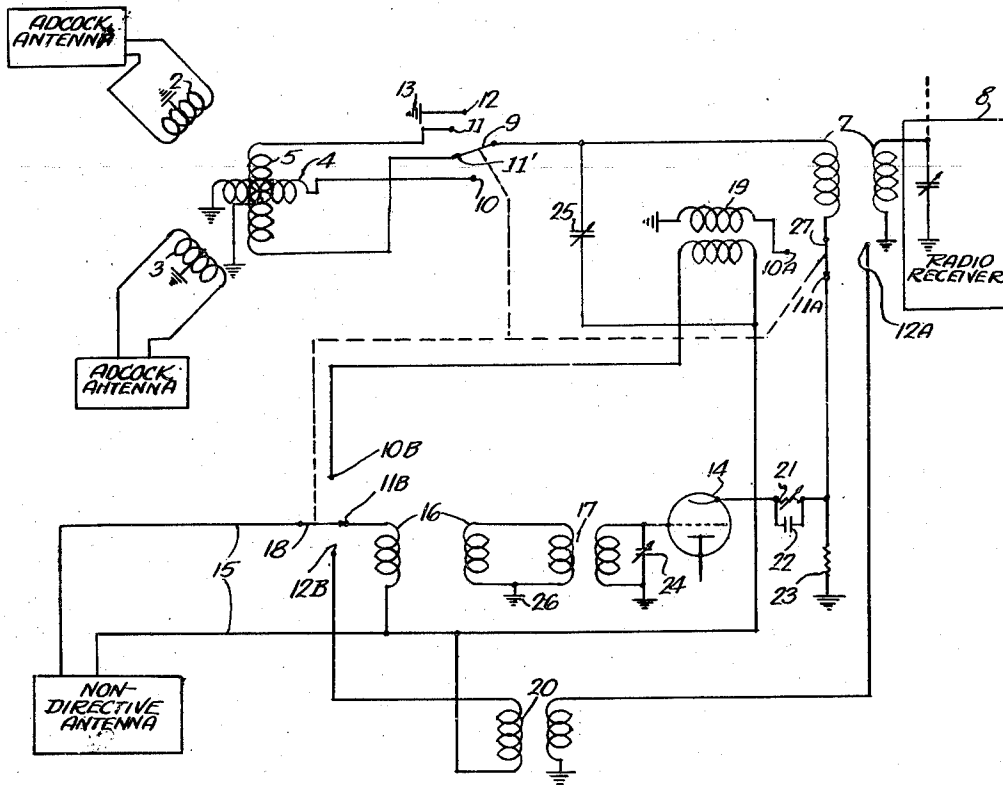 ADCOCK
ANTENNA
2
13
12
11
9
8
7
5
4
11'
10
19
25
10A
27
3
11A
RADIO
RECEIVER
12A
ADCOCK
ANTENNA
10B
14
21
11B
16
17
18
15
12B
22
24
26
23
NON-
DIRECTIVE
ANTENNA
20